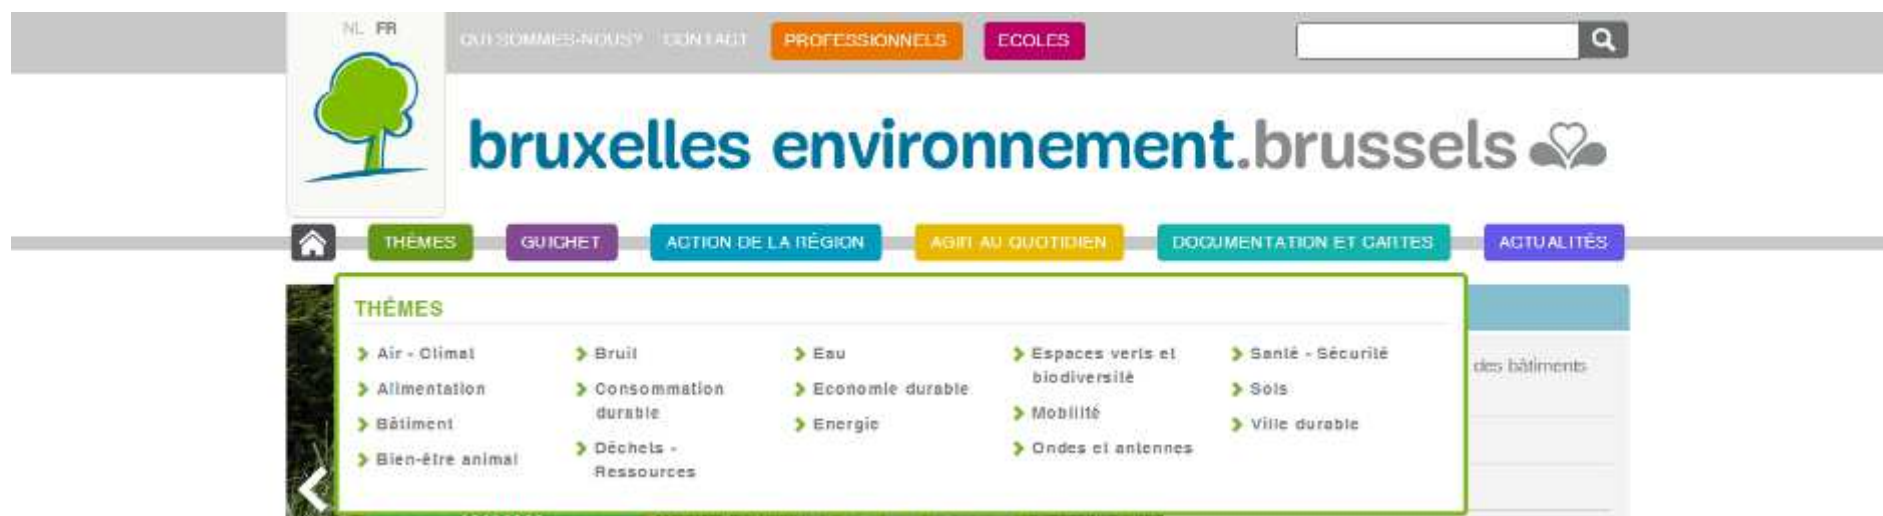 NL FR
QUI SOMMES-NOUS? CONTACT PROFESSIONNELS ECOLES
bruxelles environnement.brussels
THÈMES GUICHET ACTION DE LA RÉGION AGIR AU QUOTIDIEN DOCUMENTATION ET CARTES ACTUALITÉS
THÈMES
Air - Climat
Alimentation
Bâtiment
Bien-être animal
Bruit
Consommation
durable
Déchets -
Ressources
Eau
Economie durable
Energie
Espaces verts et
biodiversité
Mobilité
Ondes et antennes
Santé - Sécurité
Sols
Ville durable
des bâtiments